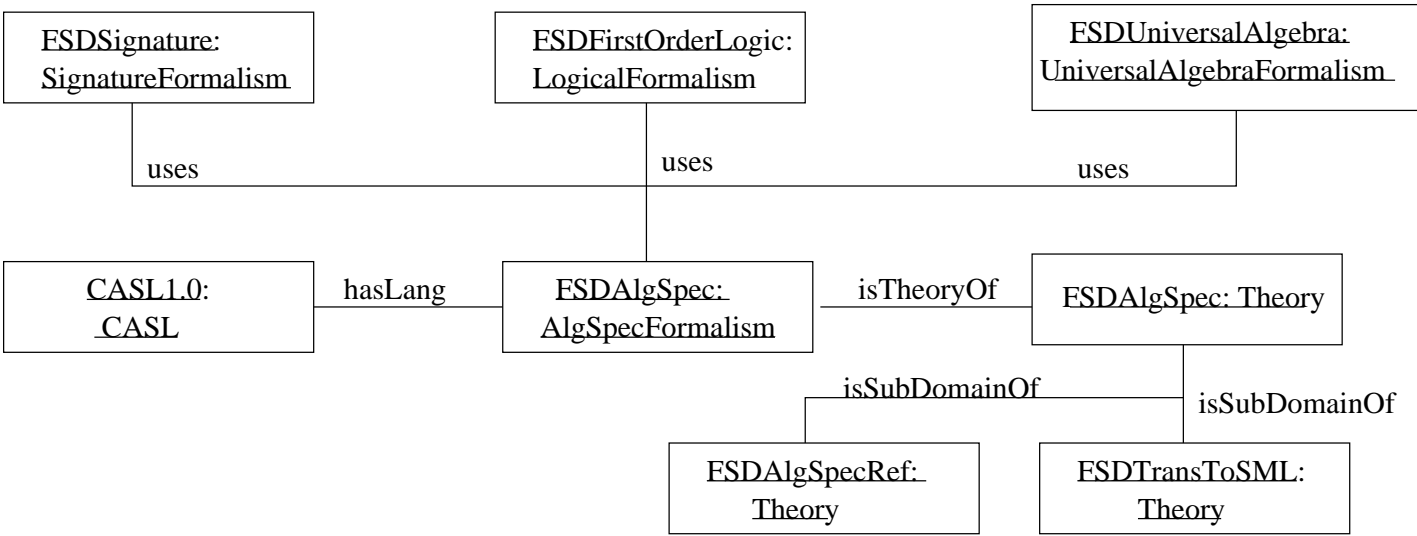 FSDSignature:
SignatureFormalism
FSDFirstOrderLogic:
LogicalFormalism
FSDUniversalAlgebra:
UniversalAlgebraFormalism
uses
uses
uses
CASL1.0:
CASL
hasLang
FSDAlgSpec:
AlgSpecFormalism
isTheoryOf
FSDAlgSpec: Theory
isSubDomainOf
isSubDomainOf
FSDAlgSpecRef:
Theory
FSDTransToSML:
Theory